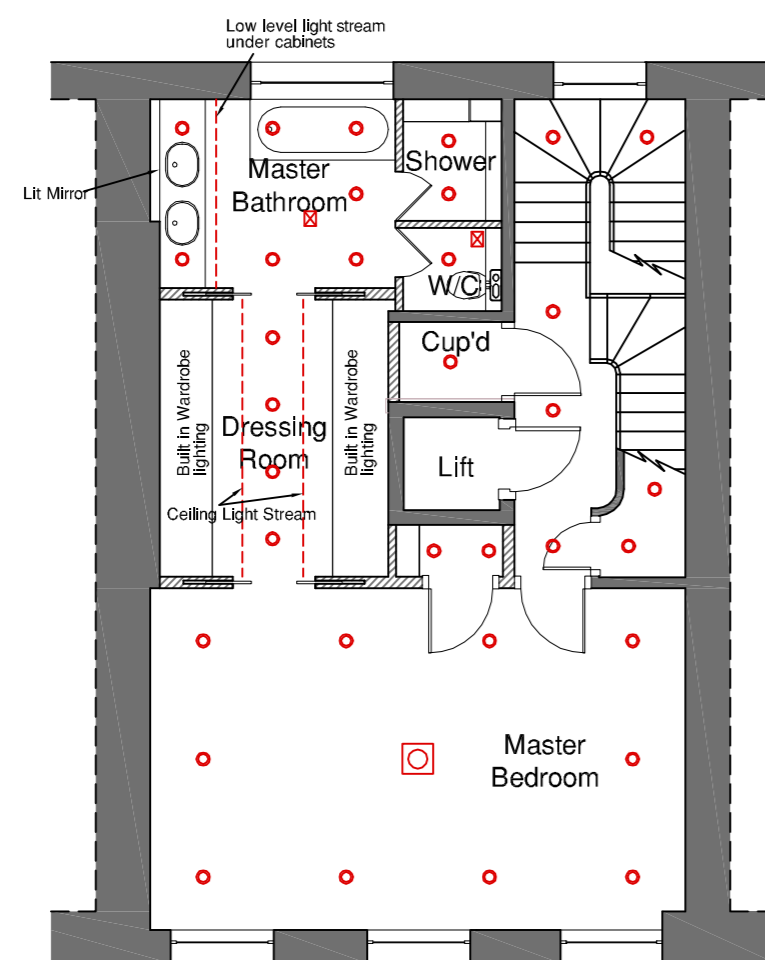 Low level light stream
under cabinets
Lit Mirror
Master
Bathroom
Shower
W/C
Cup'd
Built in Wardrobe
lighting
Dressing
Room
Built in Wardrobe
lighting
Ceiling Light Stream
Lift
Master
Bedroom